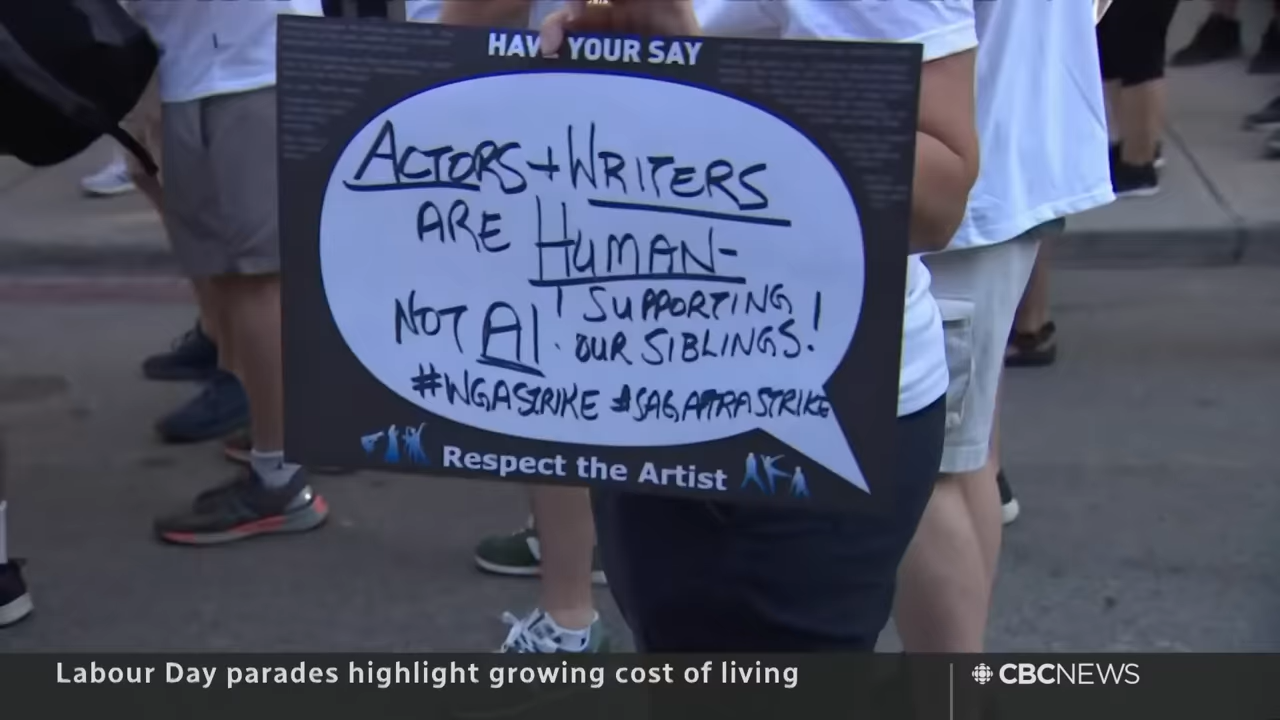 HAVE YOUR SAY
ACTORS + WRITERS
ARE HUMAN-
NOT AI! SUPPORTING
OUR SIBLINGS!
#WGASTRIKE #SAGAFTRASTRIKE
Respect the Artist
Labour Day parades highlight growing cost of living
CBCNEWS